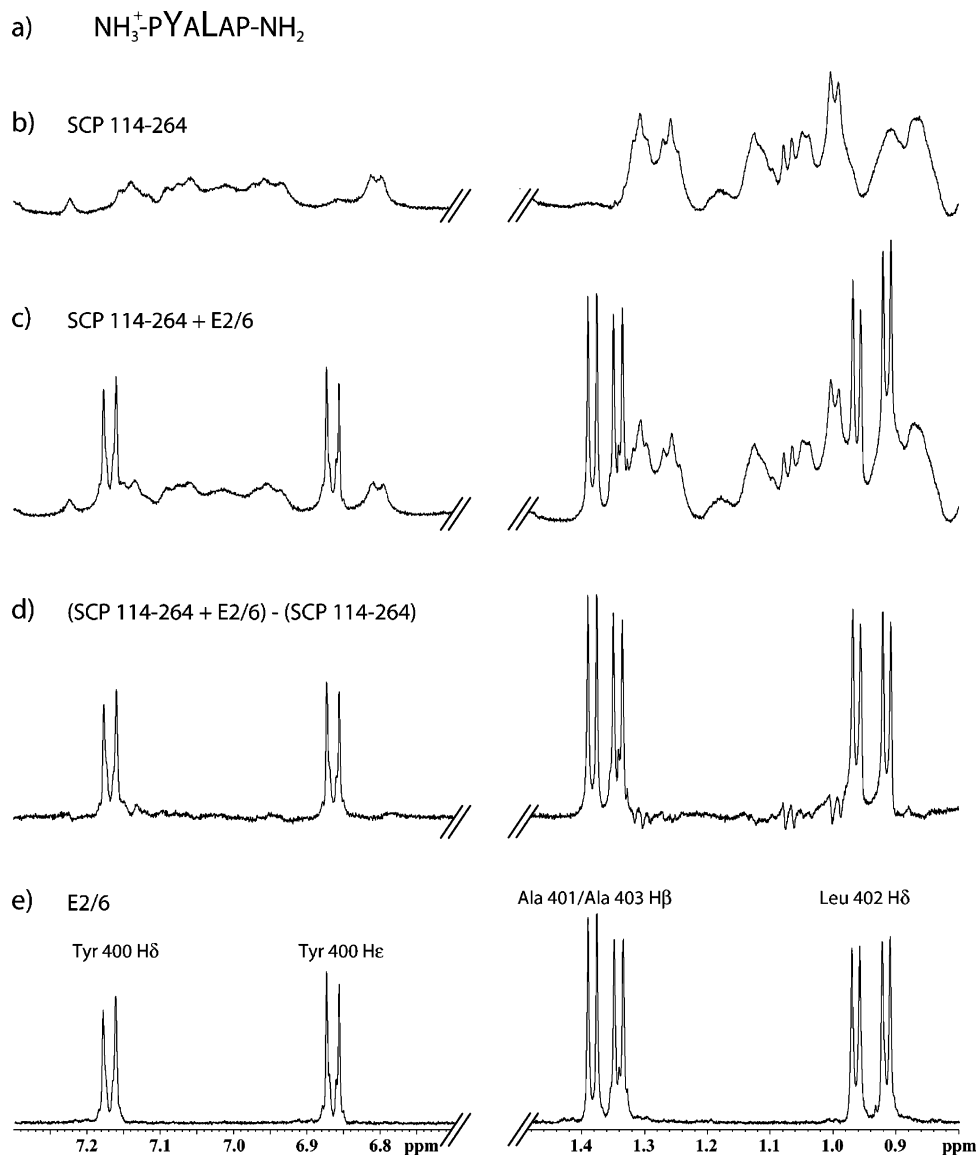 a) NH₃⁺-PYALAP-NH₂
b) SCP 114-264
c) SCP 114-264 + E2/6
d) (SCP 114-264 + E2/6) - (SCP 114-264)
e) E2/6
Tyr 400 Hδ Tyr 400 Hε Ala 401/Ala 403 Hβ Leu 402 Hδ
7.2 7.1 7.0 6.9 6.8 ppm 1.4 1.3 1.2 1.1 1.0 0.9 ppm